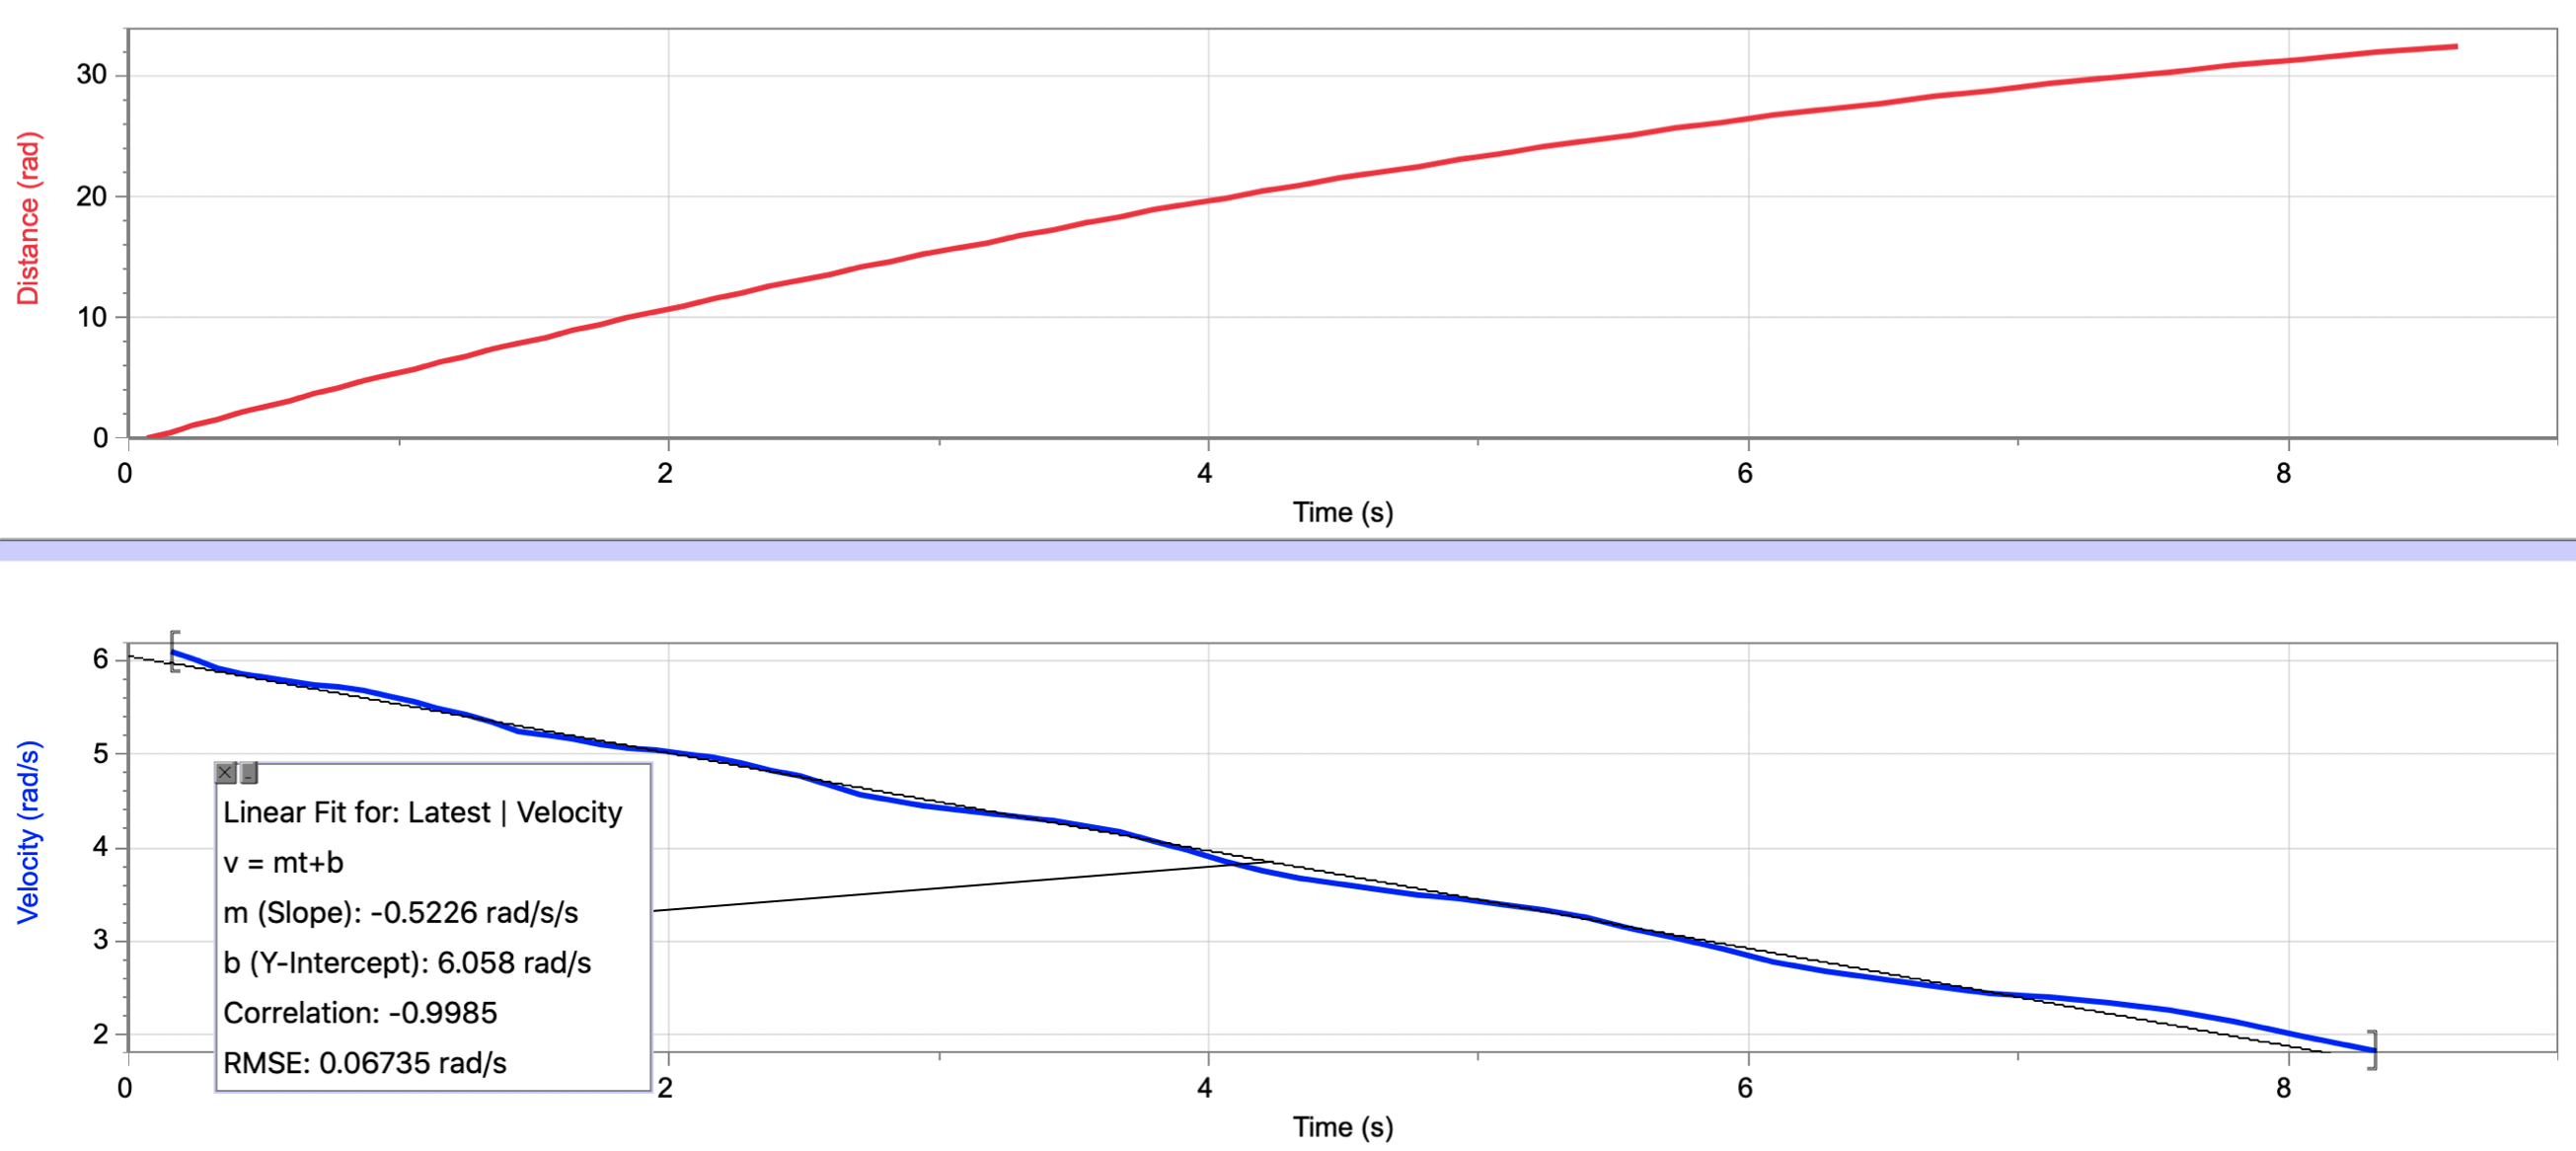 Distance (rad)
30
20
10
0
0 2 4 6 8
Time (s)
Velocity (rad/s)
6
5
4
3
2
Linear Fit for: Latest | Velocity
v = mt+b
m (Slope): -0.5226 rad/s/s
b (Y-Intercept): 6.058 rad/s
Correlation: -0.9985
RMSE: 0.06735 rad/s
0 2 4 6 8
Time (s)